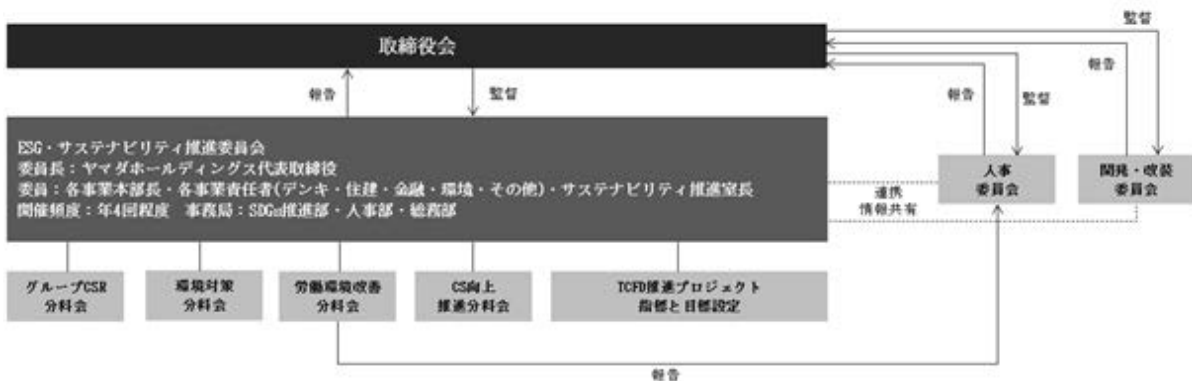 監督
取締役会
報告
報告
監督
報告
監督
ESG・サステナビリティ推進委員会
委員長：ヤマダホールディングス代表取締役
委員：各事業本部長・各事業責任者(デンキ・住建・金融・環境・その他)・サステナビリティ推進室長
開催頻度：年4回程度　事務局：SDGs推進部・人事部・総務部
人事
委員会
開発・改装
委員会
連携
情報共有
グループCSR
分科会
環境対策
分科会
労働環境改善
分科会
CS向上
推進分科会
TCFD推進プロジェクト
指標と目標設定
報告